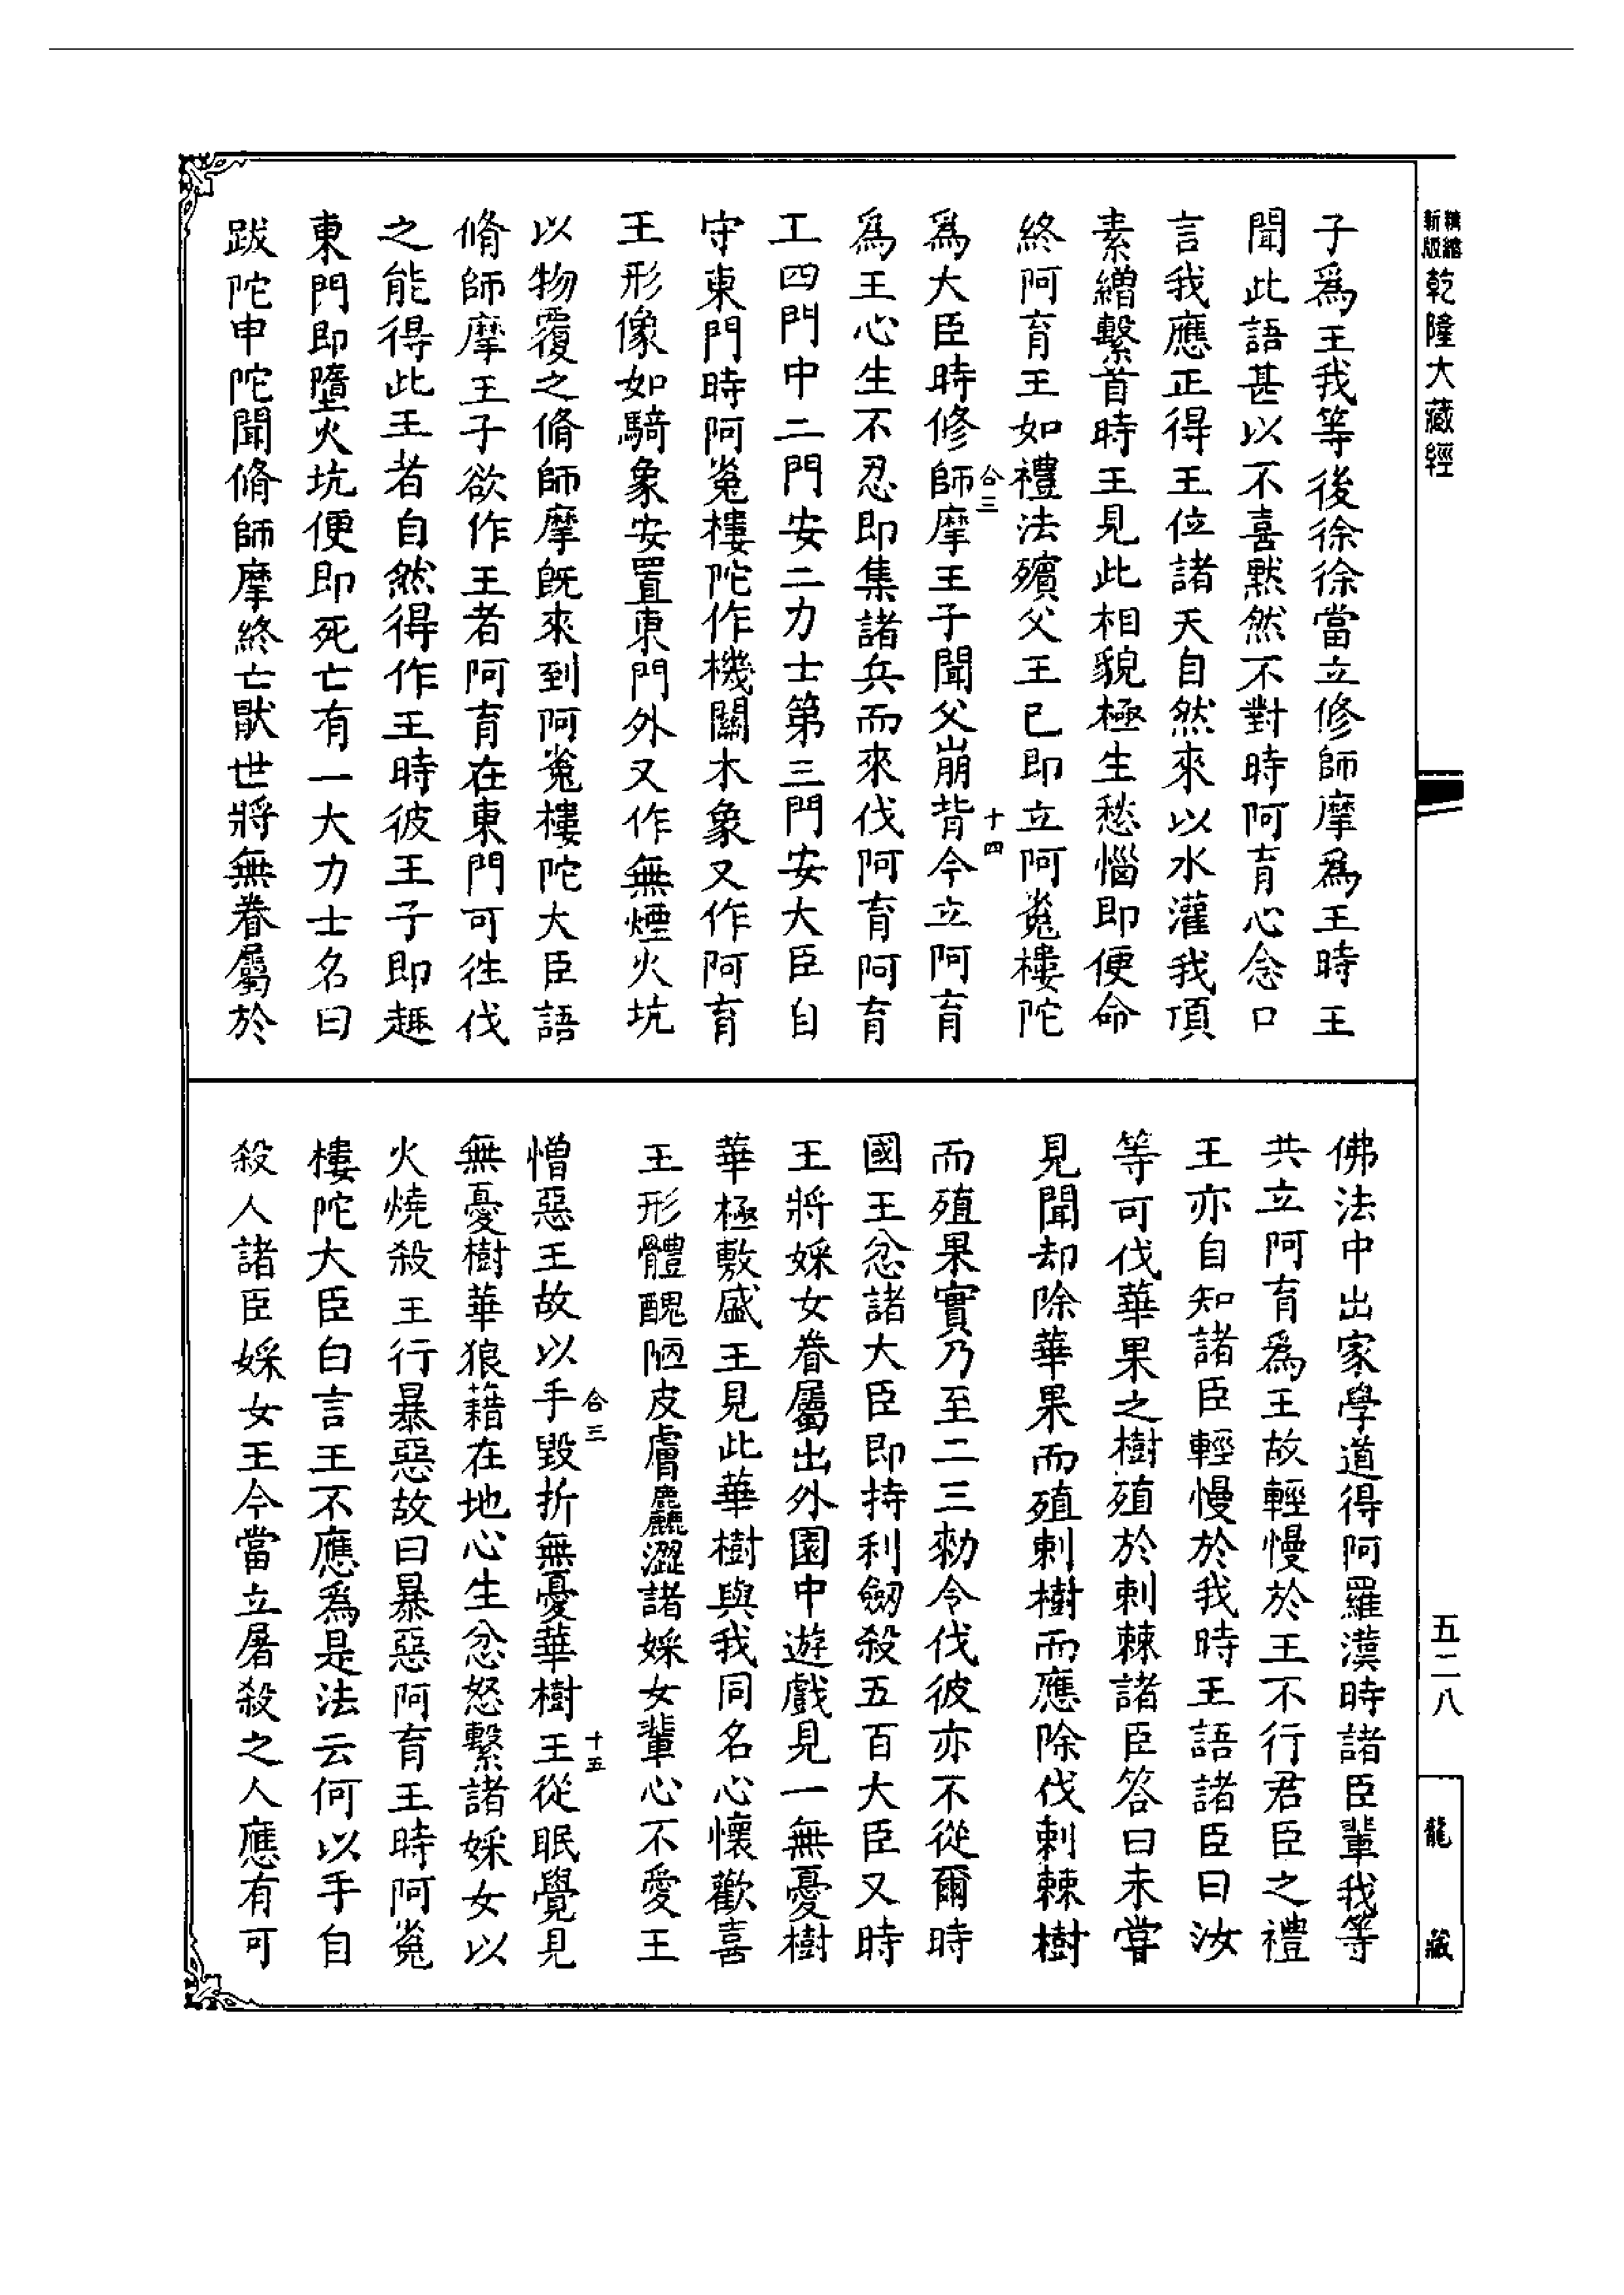 精縮新版
乾隆大藏經
子爲王我等後徐徐當立修師摩爲王時王
聞此語甚以不喜默然不對時阿育心念口
言我應正得王位諸天自然來以水灌我頂
素繒繫首時王見此相貌極生愁惱即便命
終阿育王如禮法殯父王已即立阿㝹樓陀
合三
十四
爲大臣時修師摩王子聞父崩背今立阿育
爲王心生不忍即集諸兵而來伐阿育阿育
工四門中二門安二力士第三門安大臣自
守東門時阿㝹樓陀作機關木象又作阿育
王形像如騎象安置東門外又作無煙火坑
以物覆之脩師摩既來到阿㝹樓陀大臣語
脩師摩王子欲作王者阿育在東門可往伐
之能得此王者自然得作王時彼王子即趣
東門即墮火坑便即死亡有一大力士名曰
跋陀申陀聞脩師摩終亡猒世將無眷屬於
佛法中出家學道得阿羅漢時諸臣輩我等
共立阿育爲王故輕慢於王不行君臣之禮
王亦自知諸臣輕慢於我時王語諸臣曰汝
等可伐華果之樹殖於刺棘諸臣答曰未嘗
見聞却除華果而殖刺樹而應除伐刺棘樹
而殖果實乃至二三勑令伐彼亦不從爾時
國王忿諸大臣即持利劒殺五百大臣又時
王將婇女眷屬出外園中遊戲見一無憂樹
華極敷盛王見此華樹與我同名心懷歡喜
王形體醜陋皮膚麤澀諸婇女輩心不愛王
合三
十五
憎惡王故以手毀折無憂華樹王從眠覺見
無憂樹華狼藉在地心生忿怒繫諸婇女以
火燒殺王行暴惡故曰暴惡阿育王時阿㝹
樓陀大臣白言王不應爲是法云何以手自
殺人諸臣婇女王今當立屠殺之人應有可
五二八
龍藏